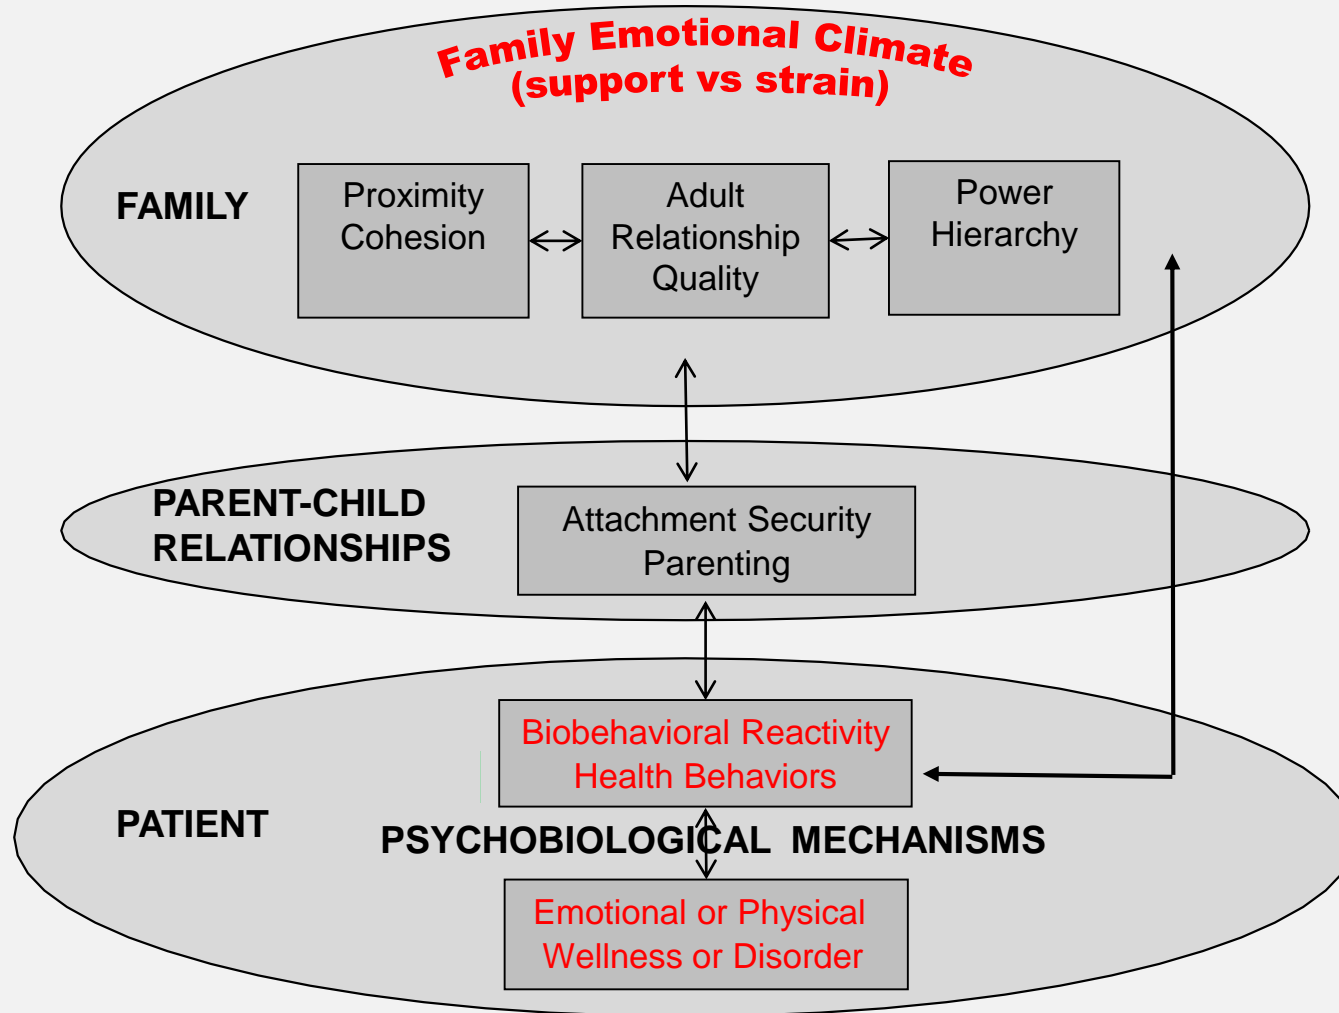 Family Emotional Climate
(support vs strain)
FAMILY
Proximity
Cohesion
Adult
Relationship
Quality
Power
Hierarchy
PARENT-CHILD
RELATIONSHIPS
Attachment Security
Parenting
Biobehavioral Reactivity
Health Behaviors
PATIENT
PSYCHOBIOLOGICAL MECHANISMS
Emotional or Physical
Wellness or Disorder